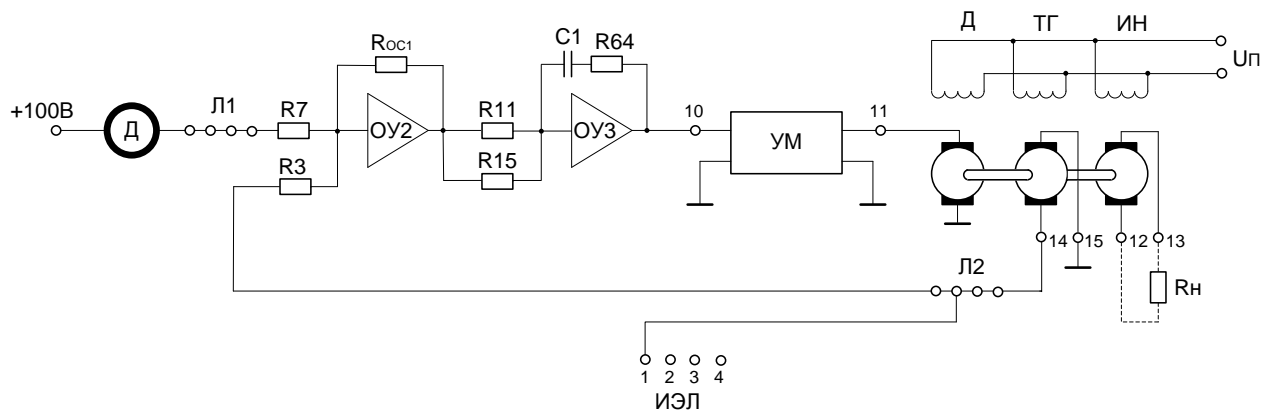 Д ТГ ИН
Uп
+100В
Д
Л1
R7
Rос1
ОУ2
R3
R11
R15
C1
R64
ОУ3
10
УМ
11
14 15 12 13
Л2
Rн
1 2 3 4
ИЭЛ